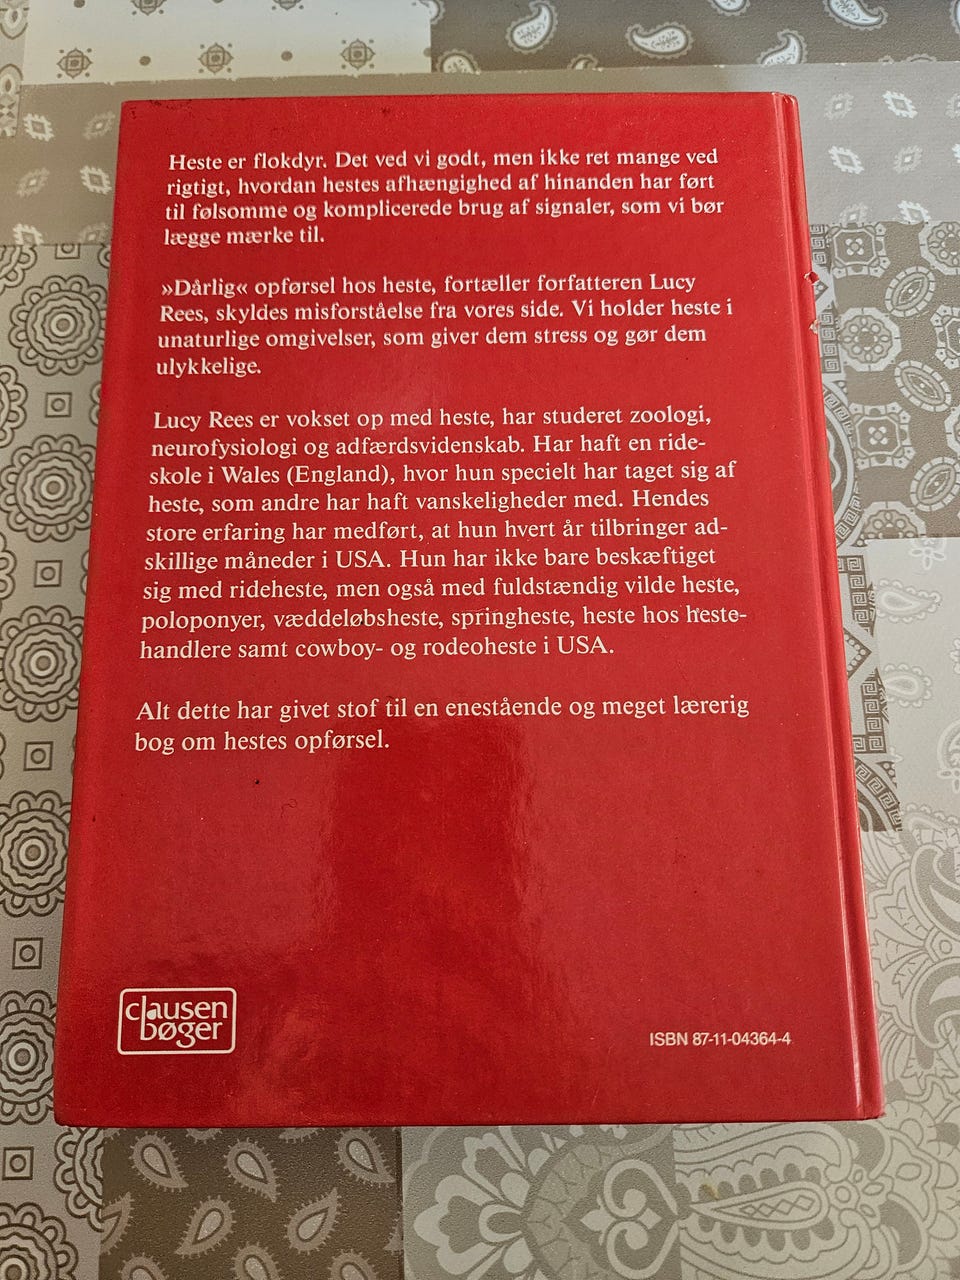 Heste er flokdyr. Det ved vi godt, men ikke ret mange ved
rigtigt, hvordan hestes afhængighed af hinanden har ført
til følsomme og komplicerede brug af signaler, som vi bør
lægge mærke til.
»Dårlig« opførsel hos heste, fortæller forfatteren Lucy
Rees, skyldes misforståelse fra vores side. Vi holder heste i
unaturlige omgivelser, som giver dem stress og gør dem
ulykkelige.
Lucy Rees er vokset op med heste, har studeret zoologi,
neurofysiologi og adfærdsvidenskab. Har haft en ride-
skole i Wales (England), hvor hun specielt har taget sig af
heste, som andre har haft vanskeligheder med. Hendes
store erfaring har medført, at hun hvert år tilbringer ad-
skillige måneder i USA. Hun har ikke bare beskæftiget
sig med rideheste, men også med fuldstændig vilde heste,
poloponyer, væddeløbsheste, springheste, heste hos heste-
handlere samt cowboy- og rodeoheste i USA.
Alt dette har givet stof til en enestående og meget lærerig
bog om hestes opførsel.
clausen
bøger
ISBN 87-11-04364-4